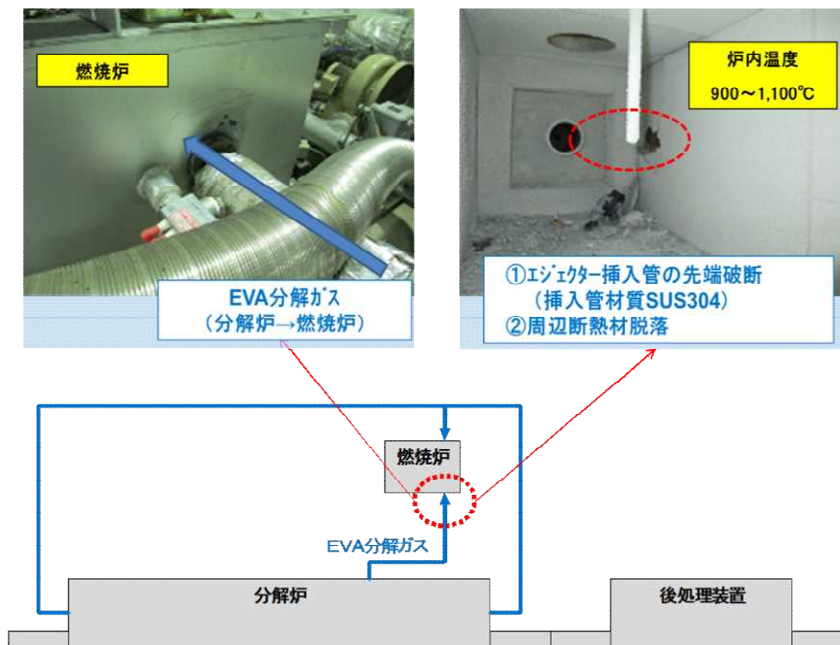 燃焼炉
炉内温度
900～1,100℃
EVA分解ｶﾞｽ
（分解炉→燃焼炉）
①ｴｼﾞｪｸﾀｰ挿入管の先端破断
（挿入管材質SUS304）
②周辺断熱材脱落
燃焼炉
EVA分解ガス
分解炉
後処理装置